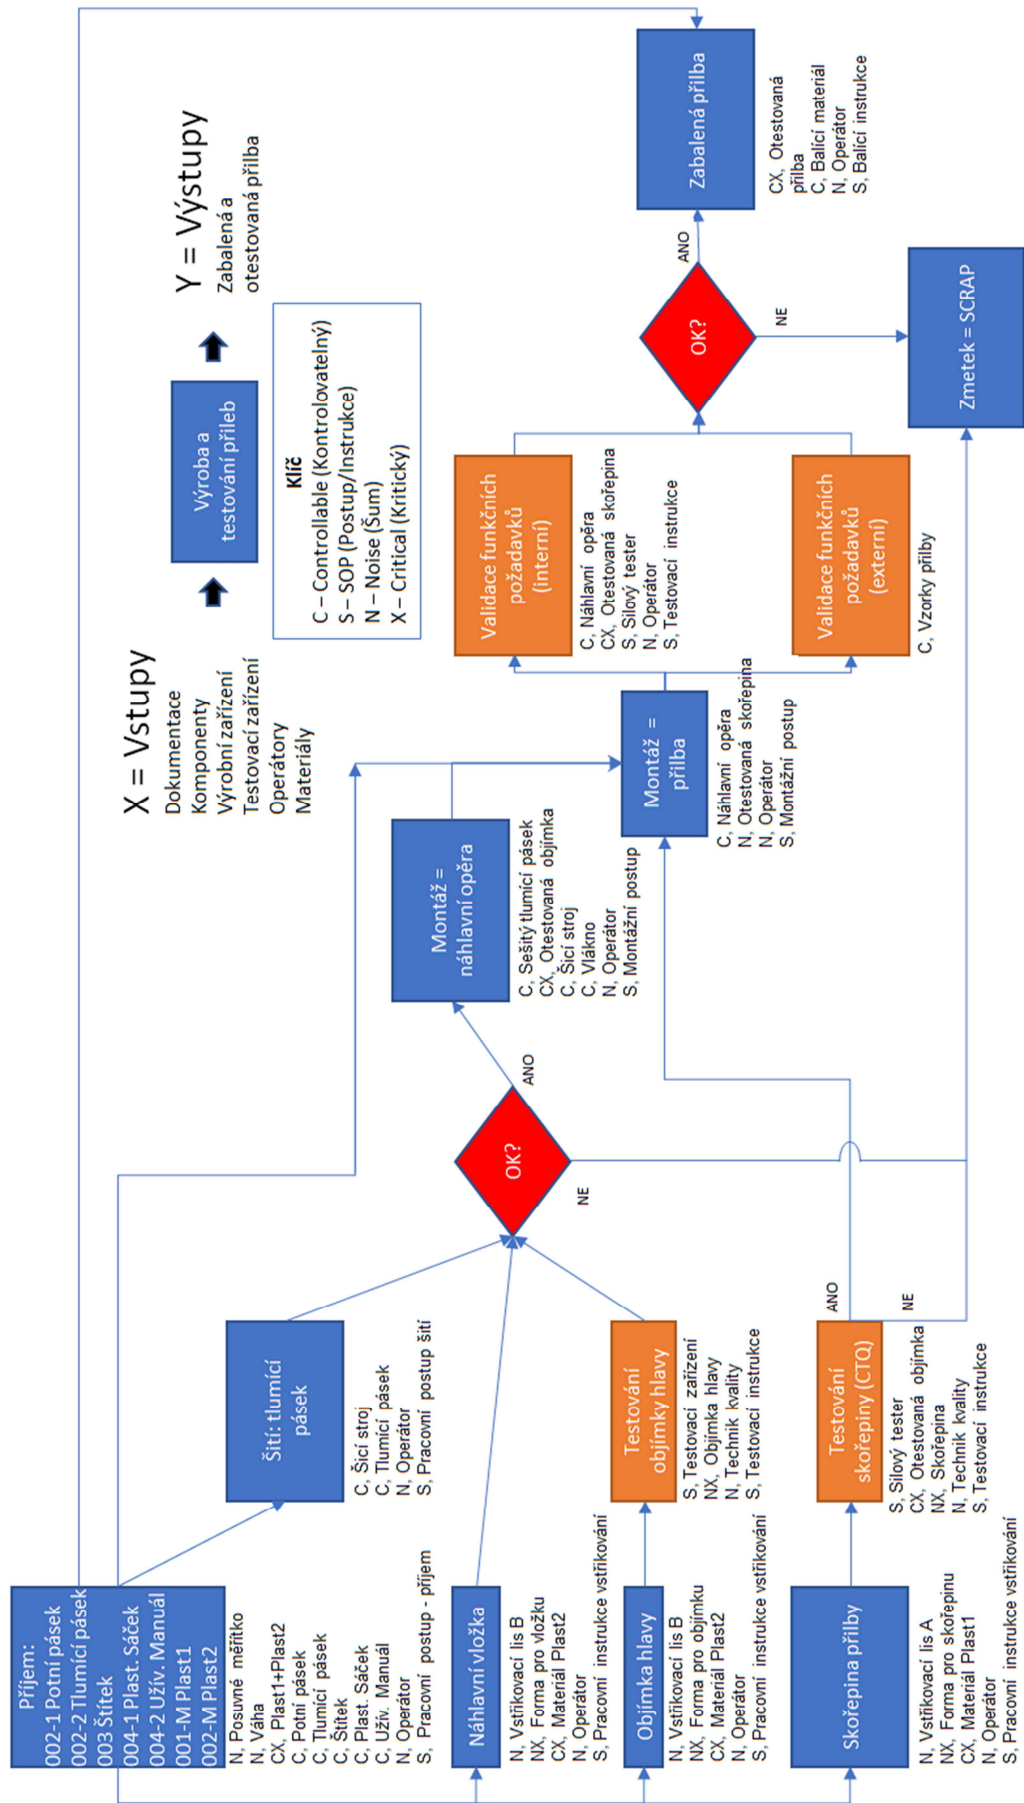 X = Vstupy
Dokumentace
Komponenty
Výrobní zařízení
Testovací zařízení
Operátory
Materiály
Výroba a
testování přileb
Y = Výstupy
Zabalená a
otestovaná přilba
Klíč
C – Controllable (Kontrolovatelný)
S – SOP (Postup/Instrukce)
N – Noise (Šum)
X – Critical (Kritický)
Příjem:
002-1 Potní pásek
002-2 Tlumící pásek
003 Štítek
004-1 Plast. Sáček
004-2 Uživ. Manuál
001-M Plast1
002-M Plast2
N, Posuvné měřítko
N, Váha
CX, Plast1+Plast2
C, Potní pásek
C, Tlumící pásek
C, Štítek
C, Plast. Sáček
C, Uživ. Manuál
N, Operátor
S, Pracovní postup - příjem
Šití: tlumící
pásek
C, Šicí stroj
C, Tlumící pásek
N, Operátor
S, Pracovní postup šití
Náhlavní vložka
N, Vstřikovací lis B
NX, Forma pro vložku
CX, Materiál Plast2
N, Operátor
S, Pracovní instrukce vstřikování
Objímka hlavy
N, Vstřikovací lis B
NX, Forma pro objímku
CX, Materiál Plast2
N, Operátor
S, Pracovní instrukce vstřikování
Testování
objímky hlavy
S, Testovací zařízení
NX, Objímka hlavy
N, Technik kvality
S, Testovací instrukce
Skořepina přilby
N, Vstřikovací lis A
NX, Forma pro skořepinu
CX, Materiál Plast1
N, Operátor
S, Pracovní instrukce vstřikování
Testování
skořepiny (CTQ)
S, Silový tester
CX, Otestovaná objímka
NX, Skořepina
N, Technik kvality
S, Testovací instrukce
ANO
NE
OK?
ANO
NE
Montáž =
náhlavní opěra
C, Sešitý tlumící pásek
CX, Otestovaná objímka
C, Šicí stroj
C, Vlákno
N, Operátor
S, Montážní postup
Montáž =
přilba
C, Náhlavní opěra
N, Otestovaná skořepina
N, Operátor
S, Montážní postup
Validace funkčních
požadavků
(interní)
C, Náhlavní opěra
CX, Otestovaná skořepina
S, Silový tester
N, Operátor
S, Testovací instrukce
Validace funkčních
požadavků
(externí)
C, Vzorky přilby
OK?
ANO
NE
Zabalená přilba
CX, Otestovaná
přilba
C, Balící materiál
N, Operátor
S, Balící instrukce
Zmetek = SCRAP